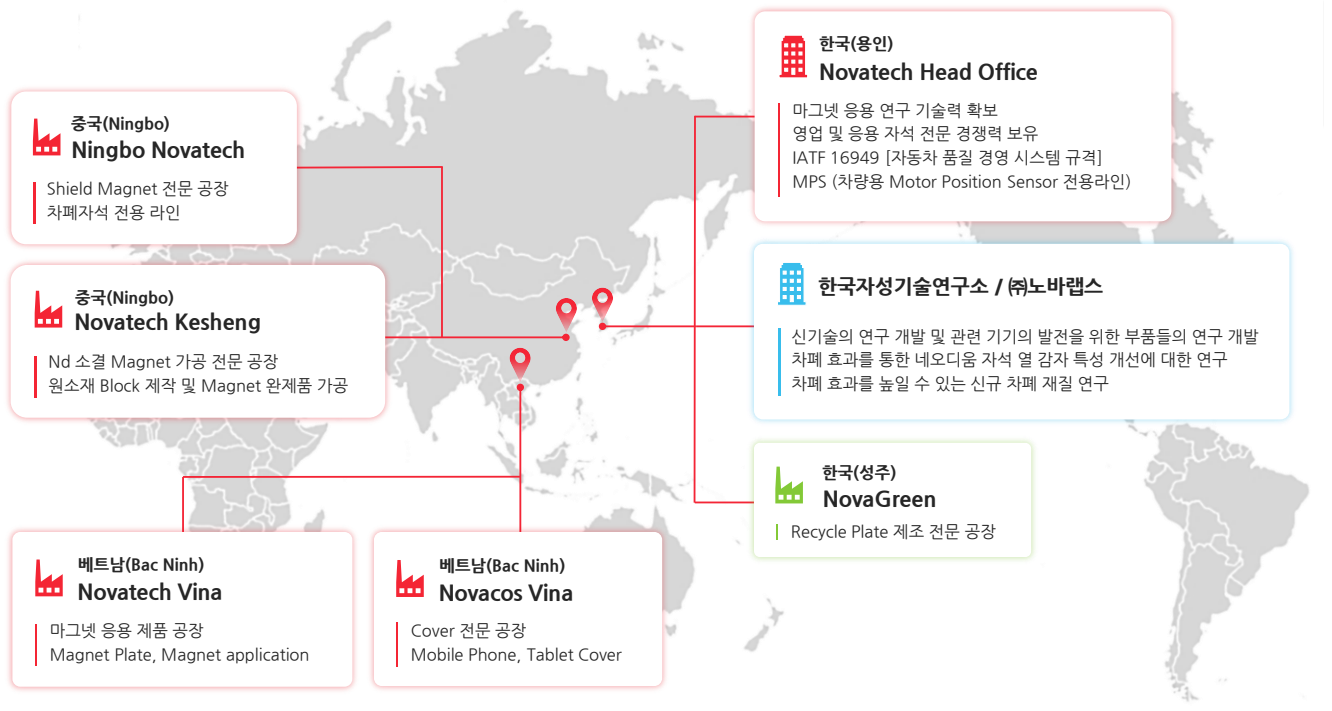 중국(Ningbo)
Ningbo Novatech
Shield Magnet 전문 공장
차폐자석 전용 라인
중국(Ningbo)
Novatech Kesheng
Nd 소결 Magnet 가공 전문 공장
원소재 Block 제작 및 Magnet 완제품 가공
베트남(Bac Ninh)
Novatech Vina
마그넷 응용 제품 공장
Magnet Plate, Magnet application
베트남(Bac Ninh)
Novacos Vina
Cover 전문 공장
Mobile Phone, Tablet Cover
한국(용인)
Novatech Head Office
마그넷 응용 연구 기술력 확보
영업 및 응용 자석 전문 경쟁력 보유
IATF 16949 [자동차 품질 경영 시스템 규격]
MPS (차량용 Motor Position Sensor 전용라인)
한국자성기술연구소 / ㈜노바랩스
신기술의 연구 개발 및 관련 기기의 발전을 위한 부품들의 연구 개발
차폐 효과를 통한 네오디움 자석 열 감자 특성 개선에 대한 연구
차폐 효과를 높일 수 있는 신규 차폐 재질 연구
한국(성주)
NovaGreen
Recycle Plate 제조 전문 공장